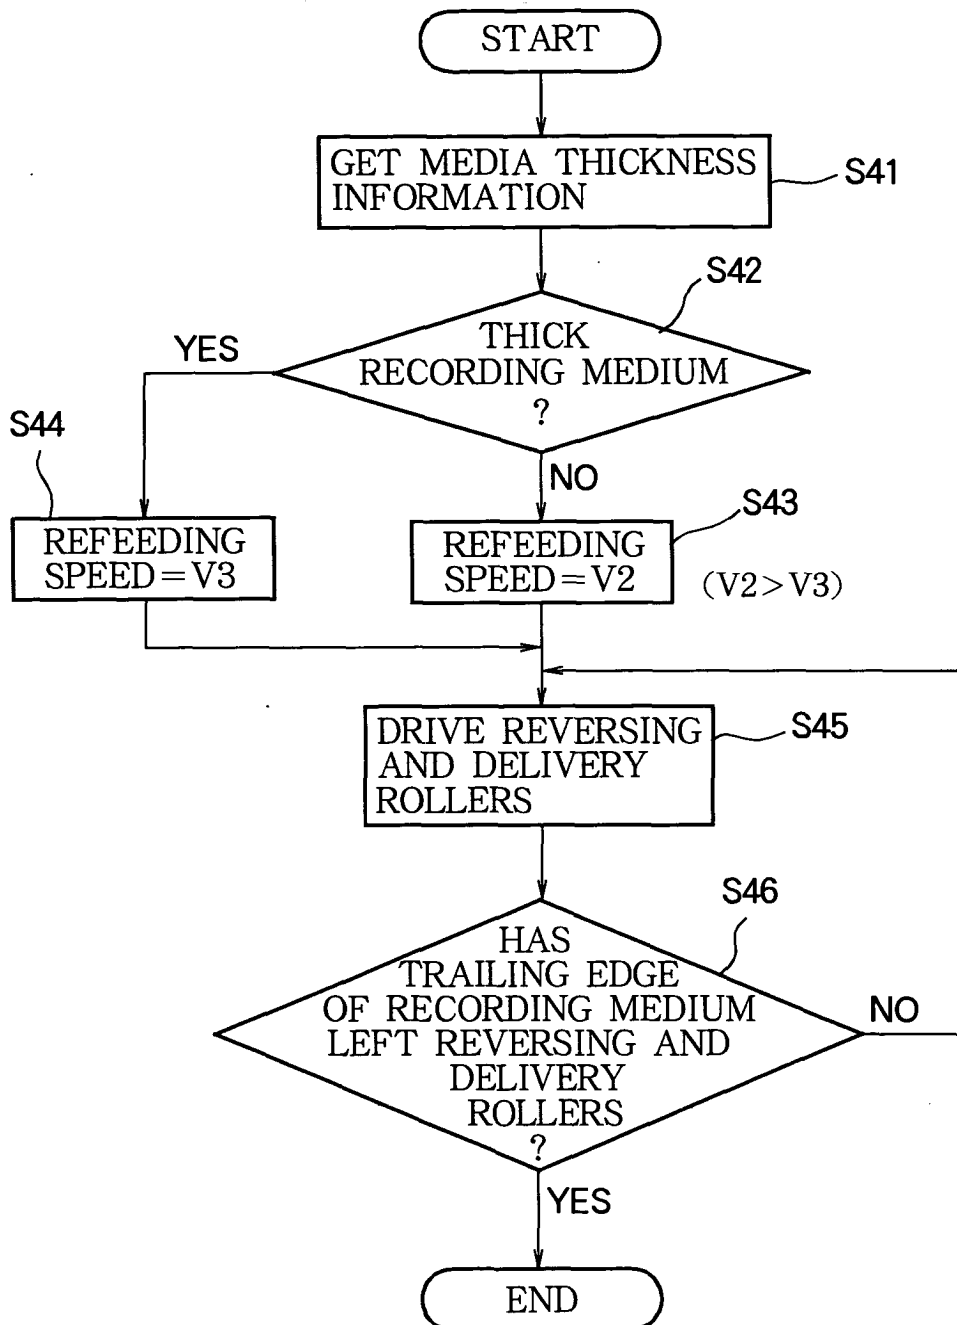 START
GET MEDIA THICKNESS
INFORMATION
S41
S42
THICK
RECORDING MEDIUM
?
YES
NO
S44
REFEEDING
SPEED=V3
S43
REFEEDING
SPEED=V2
(V2>V3)
DRIVE REVERSING
AND DELIVERY
ROLLERS
S45
S46
HAS
TRAILING EDGE
OF RECORDING MEDIUM
LEFT REVERSING AND
DELIVERY
ROLLERS
?
NO
YES
END